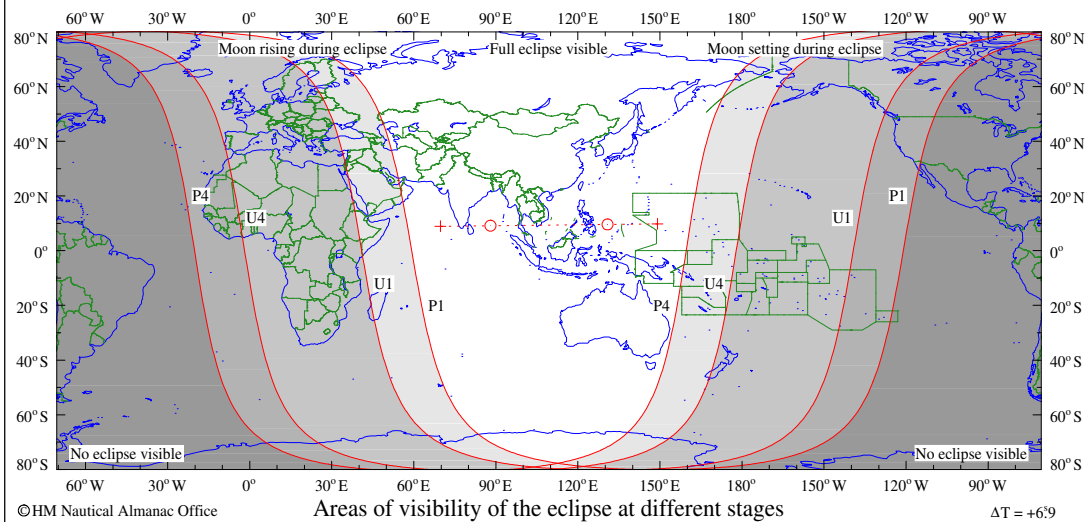 60° W 30° W 0° 30° E 60° E 90° E 120° E 150° E 180° 150° W 120° W 90° W
80° N Moon rising during eclipse Full eclipse visible Moon setting during eclipse 80° N
60° N 60° N
40° N 40° N
20° N P4 U4 U1 P1 20° N
0° 0°
20° S U1 P1 P4 U4 20° S
40° S 40° S
60° S 60° S
No eclipse visible No eclipse visible
80° S 80° S
60° W 30° W 0° 30° E 60° E 90° E 120° E 150° E 180° 150° W 120° W 90° W
©HM Nautical Almanac Office Areas of visibility of the eclipse at different stages ΔT = +6ˢ.9